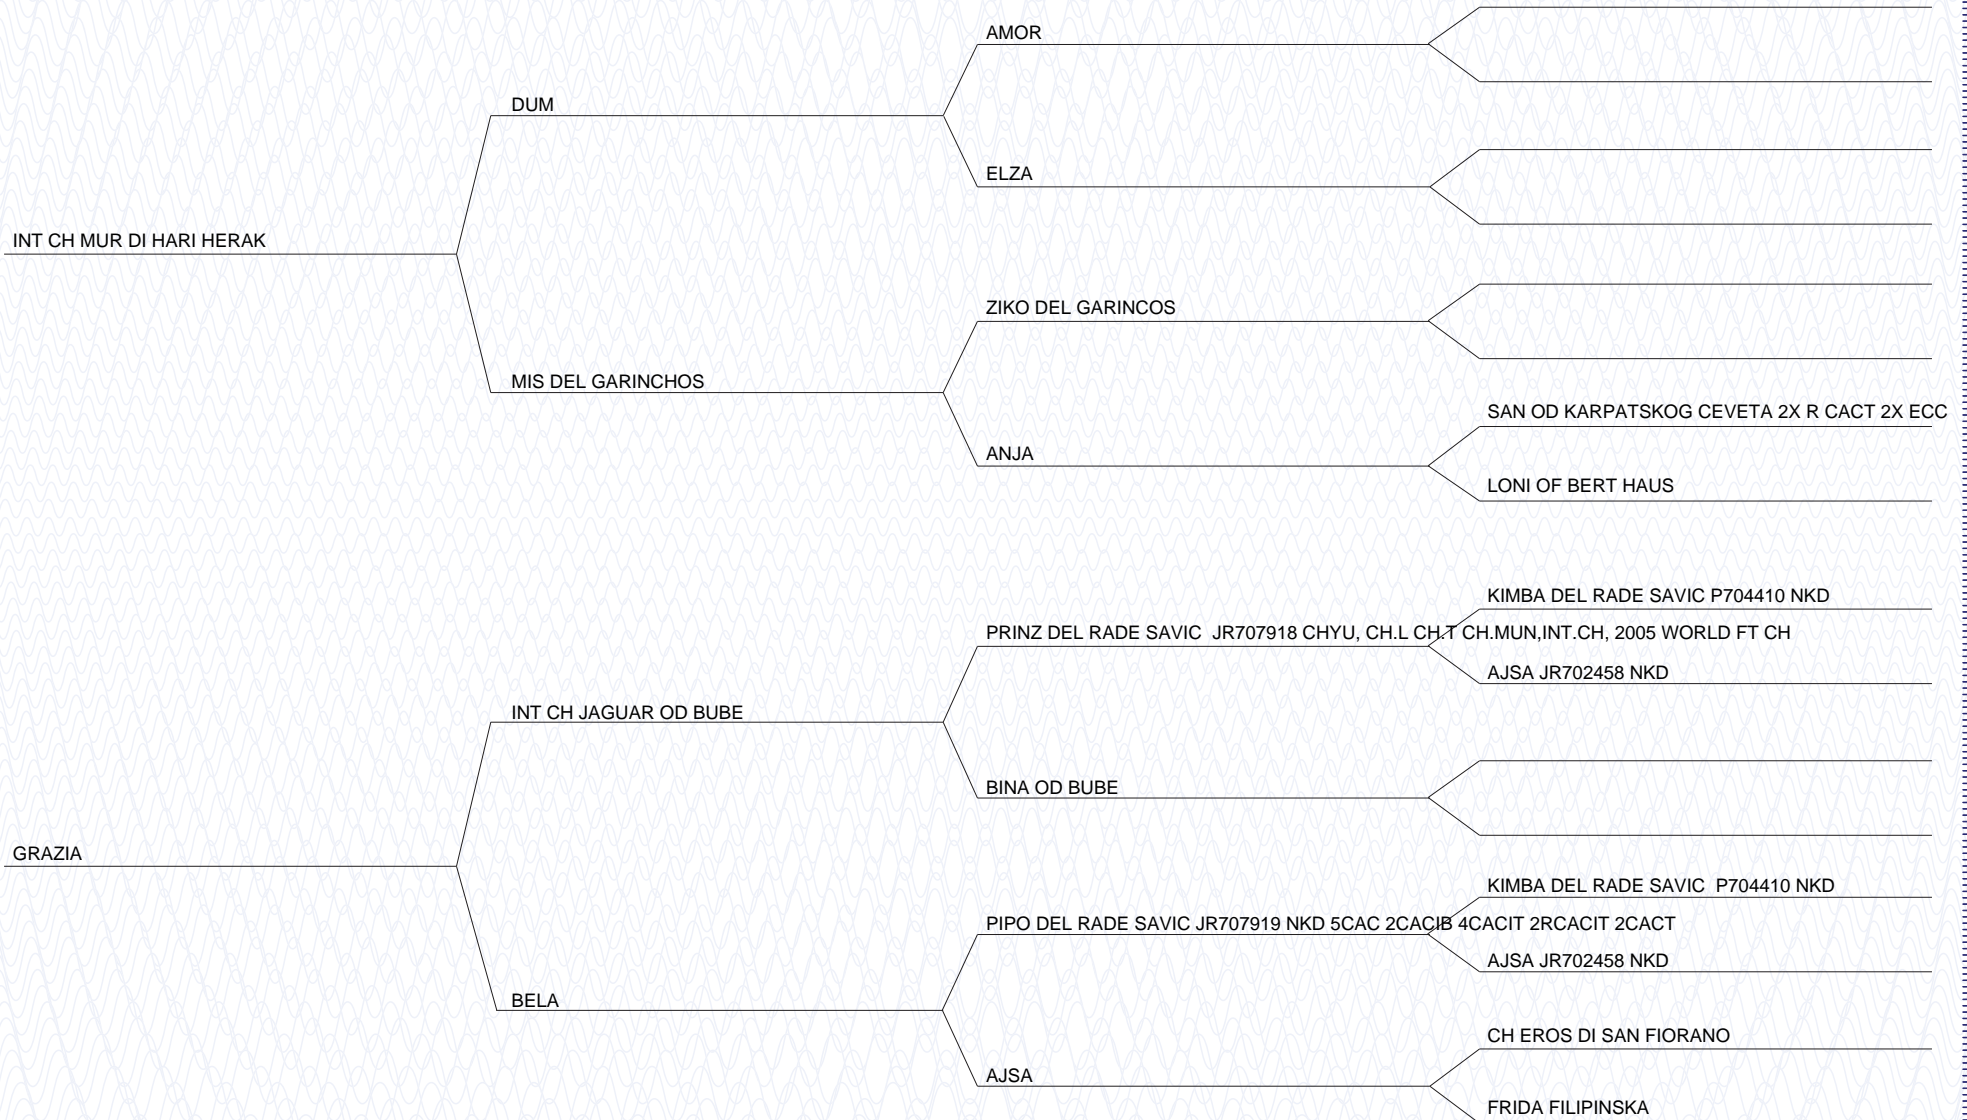 AMOR
DUM
ELZA
INT CH MUR DI HARI HERAK
ZIKO DEL GARINCOS
MIS DEL GARINCHOS
SAN OD KARPATSKOG CEVETA 2X R CACT 2X ECC
ANJA
LONI OF BERT HAUS
KIMBA DEL RADE SAVIC P704410 NKD
PRINZ DEL RADE SAVIC  JR707918 CHYU, CH.L CH.T CH.MUN,INT.CH, 2005 WORLD FT CH
AJSA JR702458 NKD
INT CH JAGUAR OD BUBE
BINA OD BUBE
GRAZIA
KIMBA DEL RADE SAVIC  P704410 NKD
PIPO DEL RADE SAVIC JR707919 NKD 5CAC 2CACIB 4CACIT 2RCACIT 2CACT
AJSA JR702458 NKD
BELA
CH EROS DI SAN FIORANO
AJSA
FRIDA FILIPINSKA